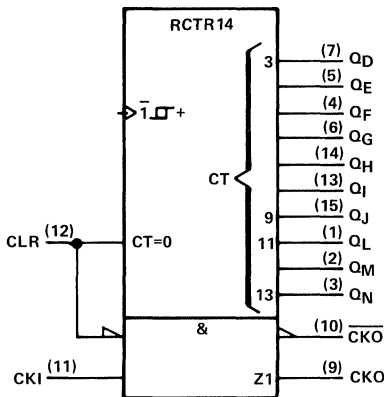 RCTR14
3 (7) QD
(5) QE
(4) QF
1 + (6) QG
(14) QH
CT (13) QI
9 (15) QJ
CLR (12) CT=0 11 (1) QL
(2) QM
13 (3) QN
& (10) CKO
CKI (11) Z1 (9) CKO